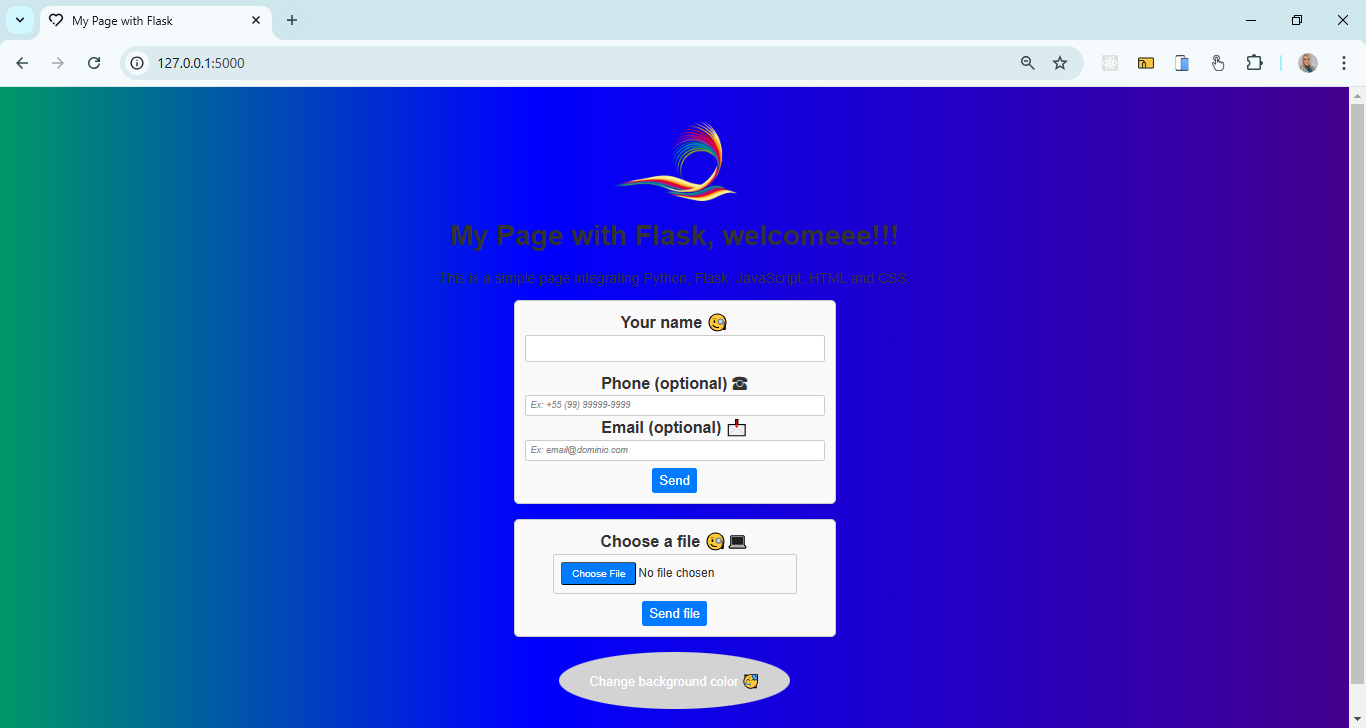 My Page with Flask
127.0.0.1:5000
My Page with Flask, welcomeee!!!
This is a simple page integrating Python, Flask, JavaScript, HTML and CSS.
Your name 🧐
Phone (optional) ☎
Ex: +55 (99) 99999-9999
Email (optional) 📩
Ex: email@dominio.com
Send
Choose a file 🧐💻
Choose File No file chosen
Send file
Change background color 🥳